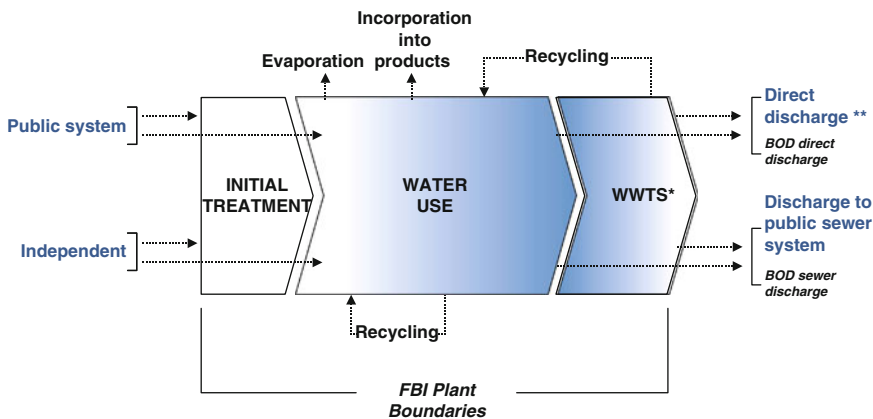 Incorporation
into
products
Evaporation
Recycling
Public system
Independent
INITIAL
TREATMENT
WATER
USE
WWTS*
Direct
discharge **
BOD direct
discharge
Discharge to
public sewer
system
BOD sewer
discharge
Recycling
FBI Plant
Boundaries